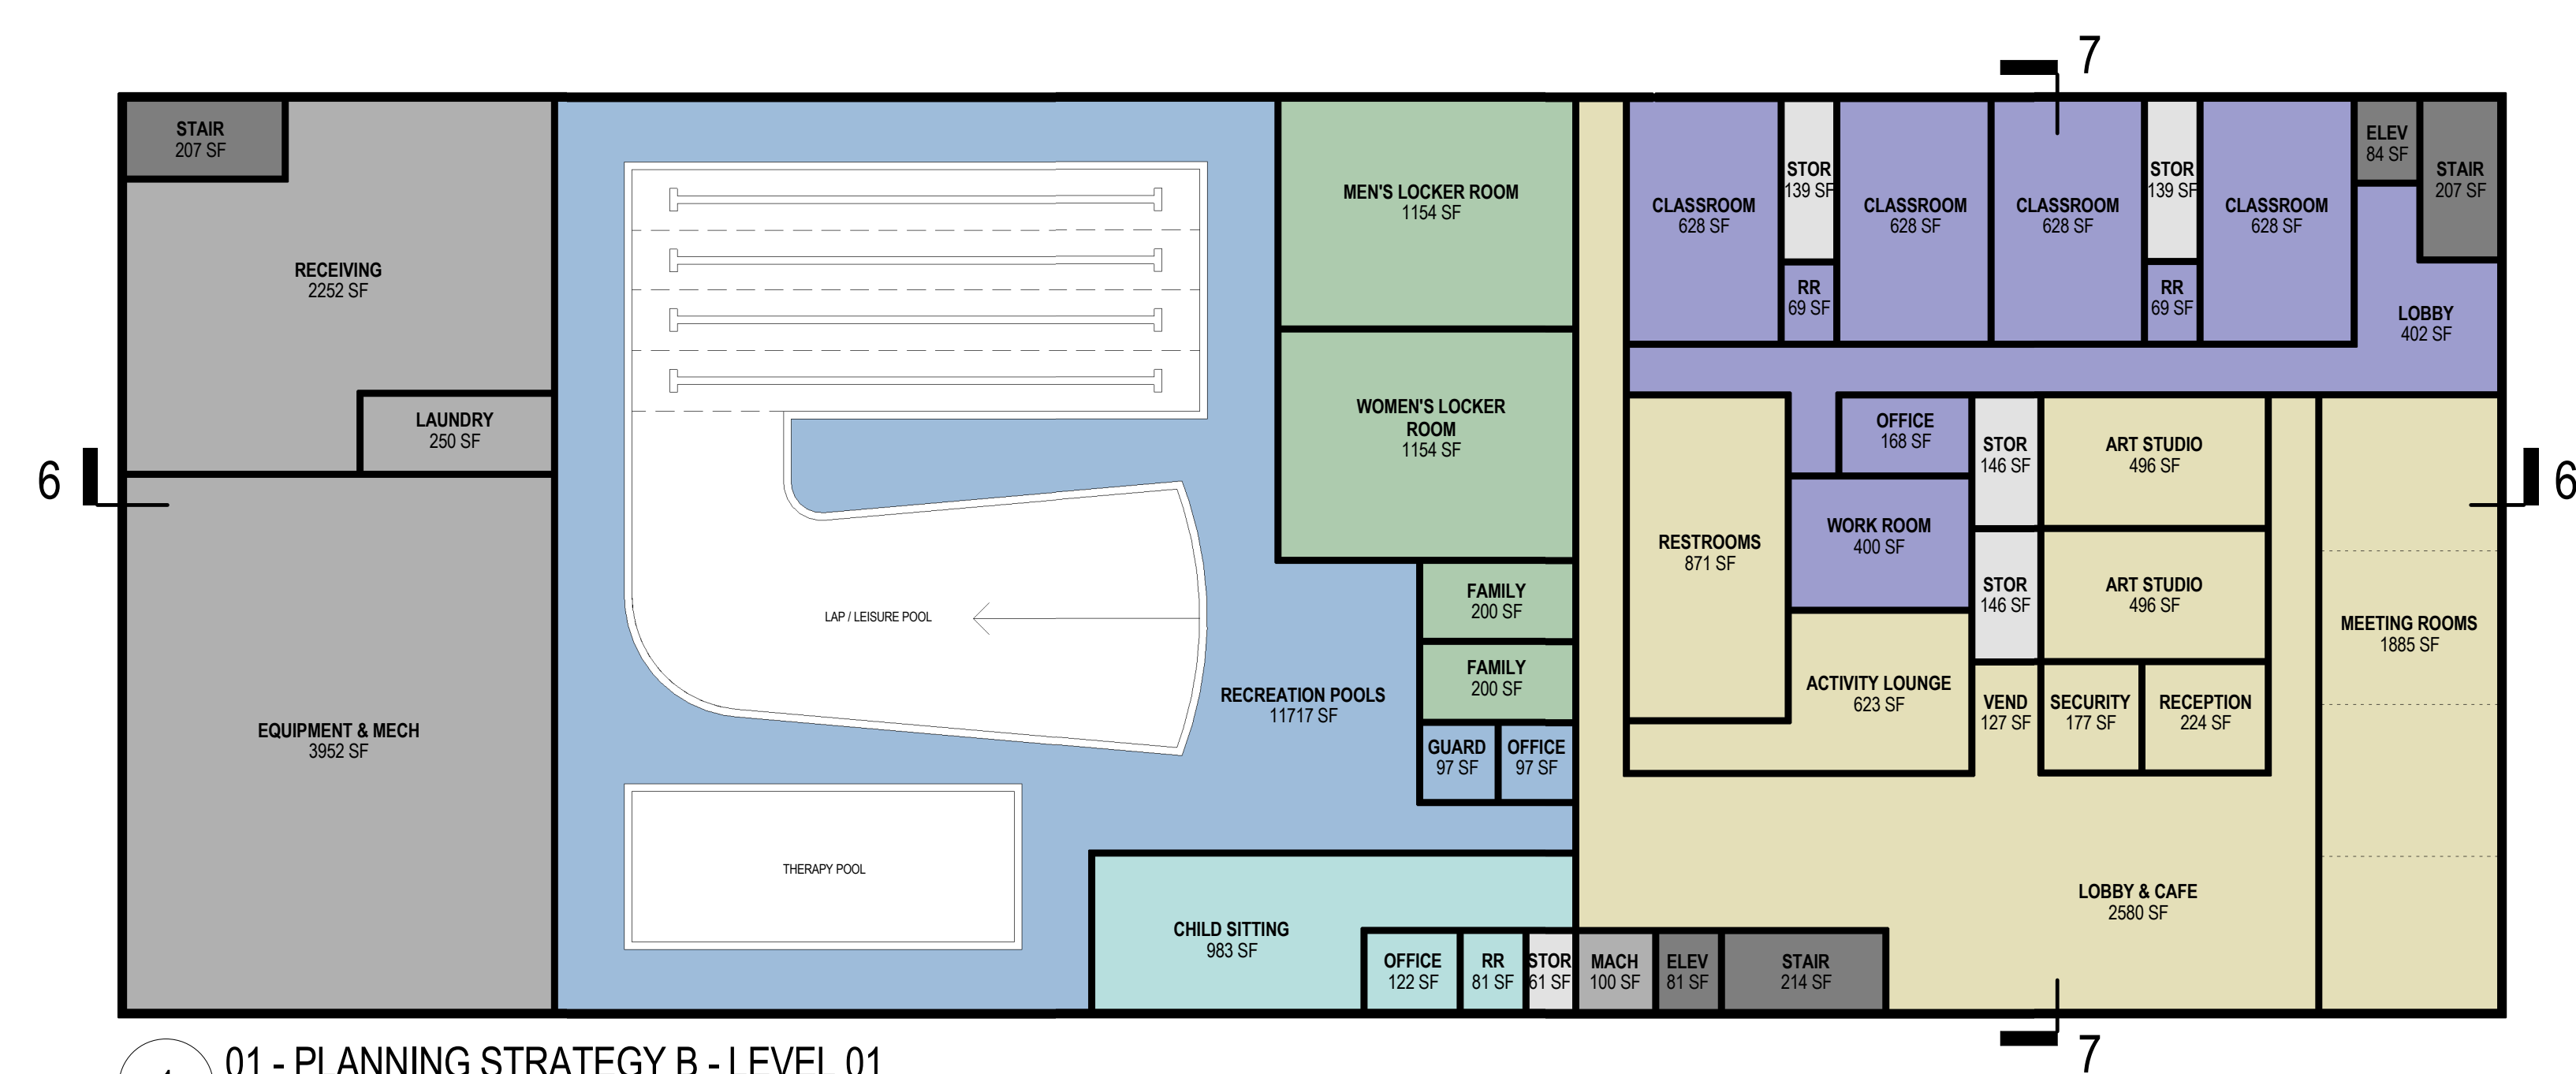 7
STAIR
207 SF
RECEIVING
2252 SF
LAUNDRY
250 SF
6
EQUIPMENT & MECH
3952 SF
LAP / LEISURE POOL
THERAPY POOL
RECREATION POOLS
11717 SF
MEN'S LOCKER ROOM
1154 SF
WOMEN'S LOCKER
ROOM
1154 SF
FAMILY
200 SF
FAMILY
200 SF
GUARD
97 SF
OFFICE
97 SF
CHILD SITTING
983 SF
OFFICE
122 SF
RR
81 SF
STOR
61 SF
MACH
100 SF
ELEV
81 SF
STAIR
214 SF
CLASSROOM
628 SF
STOR
139 SF
RR
69 SF
CLASSROOM
628 SF
CLASSROOM
628 SF
STOR
139 SF
RR
69 SF
CLASSROOM
628 SF
ELEV
84 SF
STAIR
207 SF
LOBBY
402 SF
RESTROOMS
871 SF
OFFICE
168 SF
WORK ROOM
400 SF
ACTIVITY LOUNGE
623 SF
STOR
146 SF
STOR
146 SF
VEND
127 SF
ART STUDIO
496 SF
ART STUDIO
496 SF
SECURITY
177 SF
RECEPTION
224 SF
MEETING ROOMS
1885 SF
6
LOBBY & CAFE
2580 SF
7
01 - PLANNING STRATEGY B - LEVEL 01